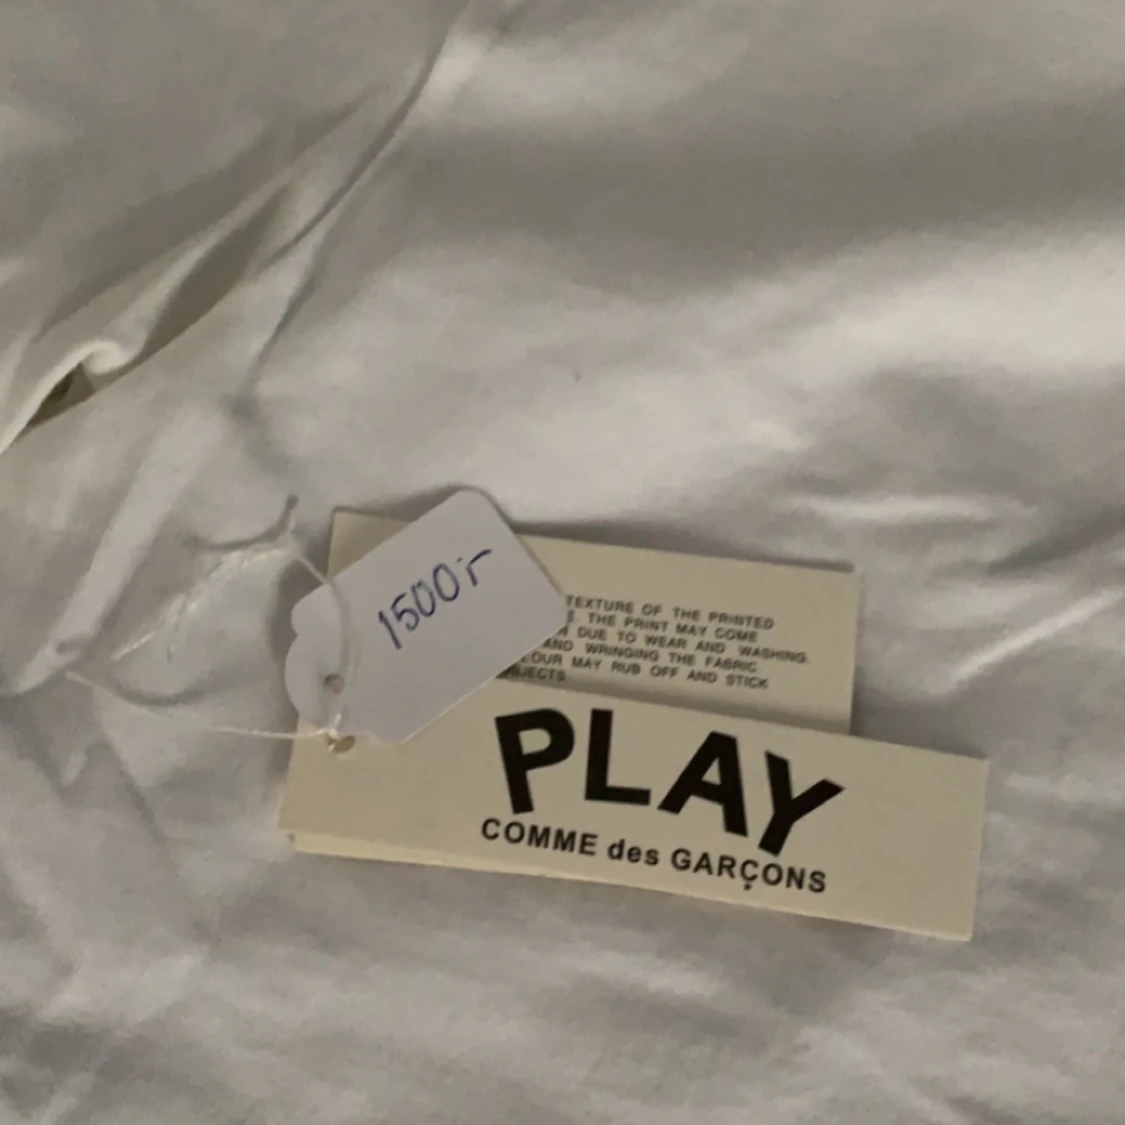 1500:-
TEXTURE OF THE PRINTED
THE PRINT MAY COME
DUE TO WEAR AND WASHING.
AND WRINGING THE FABRIC
MAY RUB OFF AND STICK
PLAY
COMME des GARÇONS